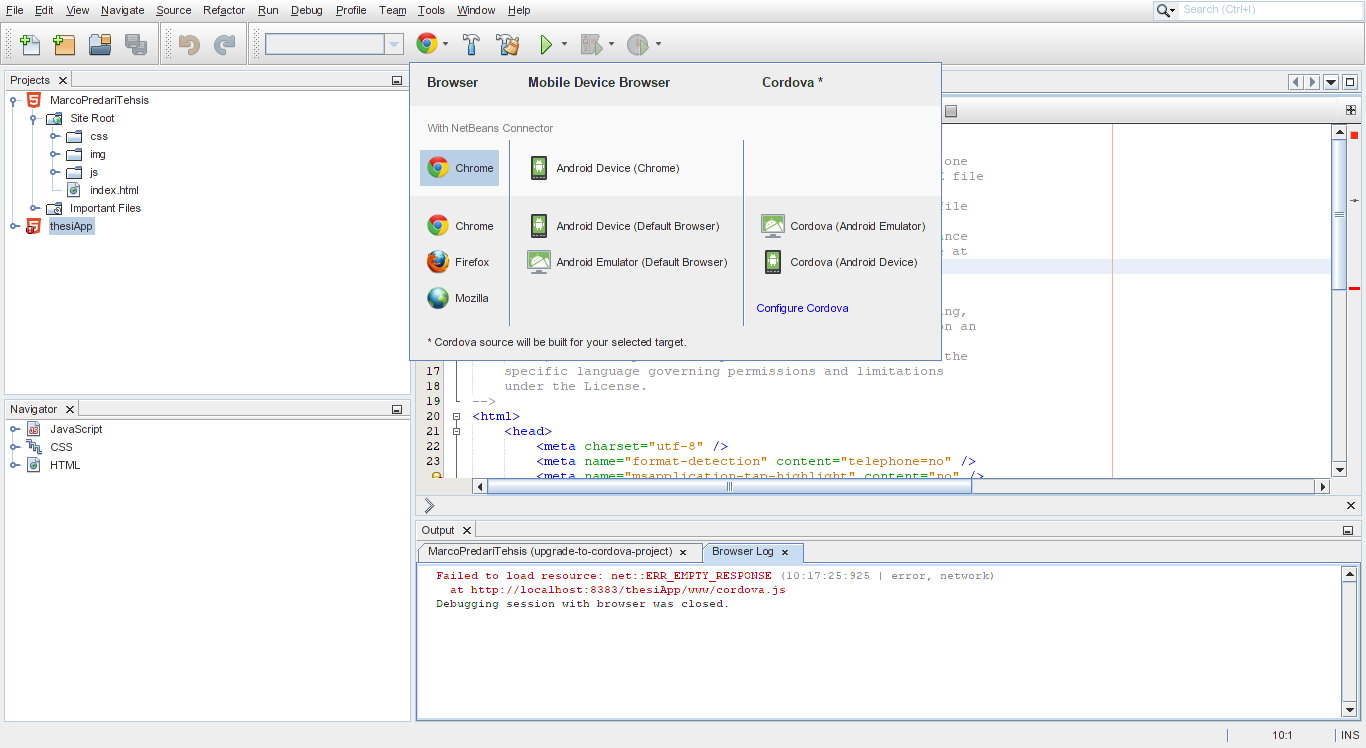 File Edit View Navigate Source Refactor Run Debug Profile Team Tools Window Help
Search (Ctrl+I)
Projects
MarcoPredariTehsis
Site Root
css
img
js
index.html
Important Files
thesiApp
Navigator
JavaScript
CSS
HTML
Browser Mobile Device Browser Cordova *
With NetBeans Connector
Chrome Android Device (Chrome)
Chrome Android Device (Default Browser) Cordova (Android Emulator)
Firefox Android Emulator (Default Browser) Cordova (Android Device)
Mozilla
Configure Cordova
* Cordova source will be built for your selected target.
one
file
file
at
an
the
17 specific language governing permissions and limitations
18 under the License.
19 -->
20 <html>
21 <head>
22 <meta charset="utf-8" />
23 <meta name="format-detection" content="telephone=no" />
<meta name="msapplication-tap-highlight" content="no" />
Output
MarcoPredariTehsis (upgrade-to-cordova-project) Browser Log
Failed to load resource: net::ERR_EMPTY_RESPONSE (10:17:25:925 | error, network)
at http://localhost:8383/thesiApp/www/cordova.js
Debugging session with browser was closed.
10:1 INS